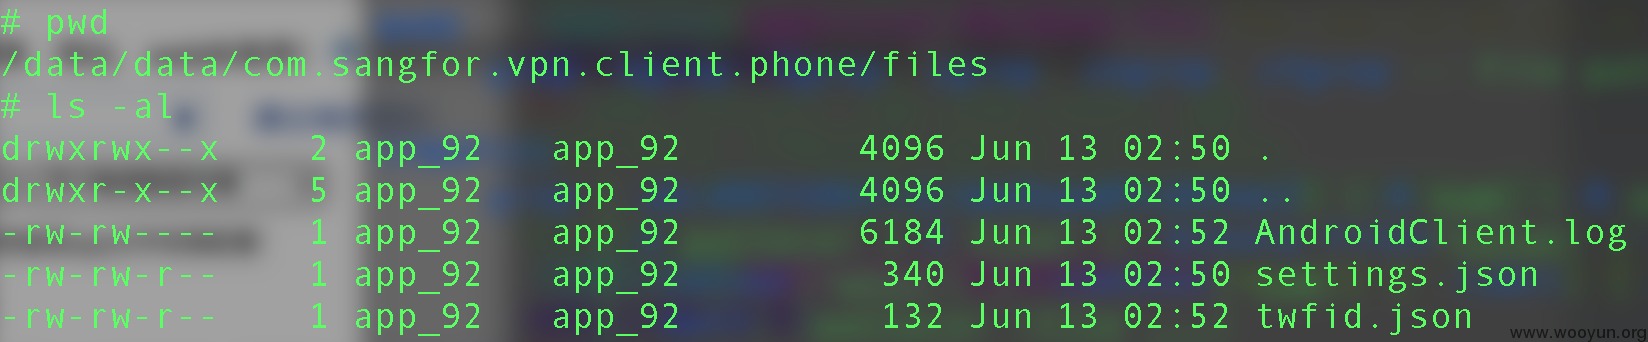 # pwd
/data/data/com.sangfor.vpn.client.phone/files
# ls -al
drwxrwx--x 2 app_92 app_92 4096 Jun 13 02:50 .
drwxr-x--x 5 app_92 app_92 4096 Jun 13 02:50 ..
-rw-rw---- 1 app_92 app_92 6184 Jun 13 02:52 AndroidClient.log
-rw-rw-r-- 1 app_92 app_92 340 Jun 13 02:50 settings.json
-rw-rw-r-- 1 app_92 app_92 132 Jun 13 02:52 twfid.json
www.wooyun.org